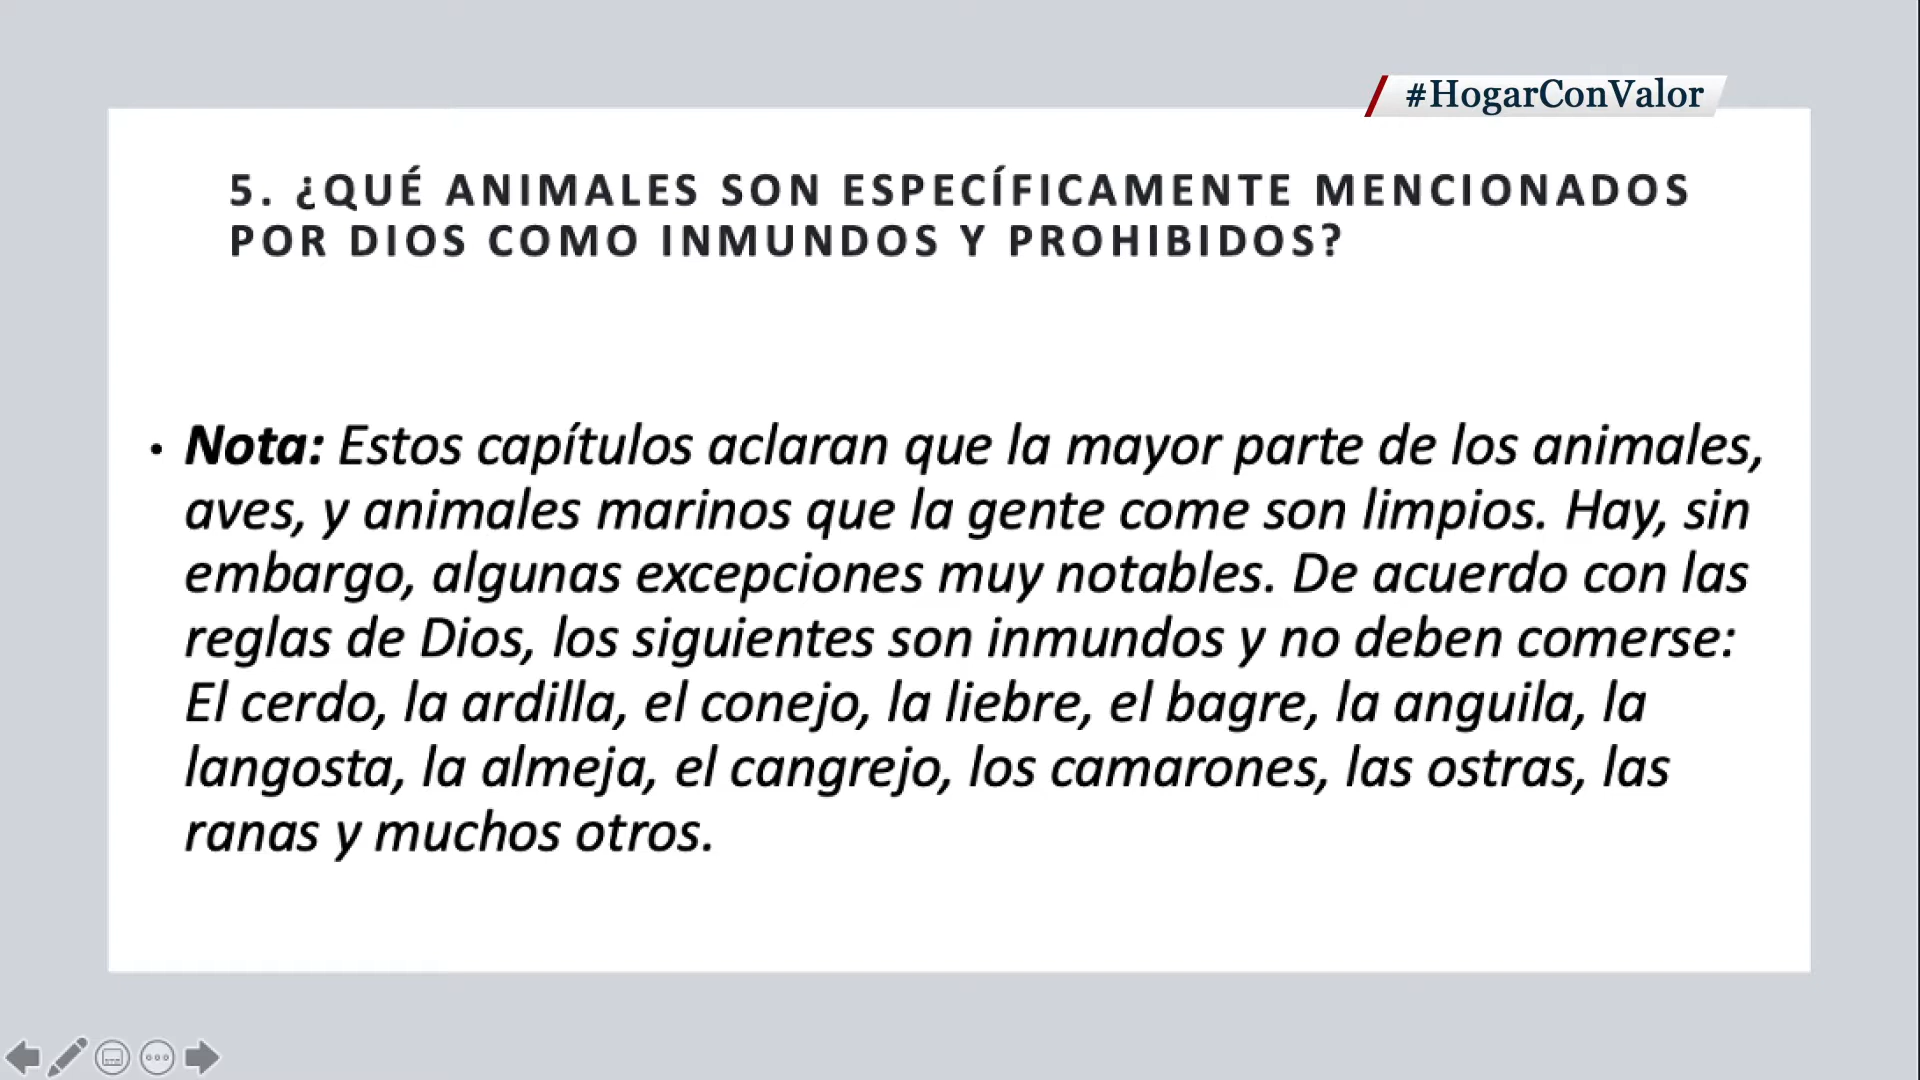 #HogarConValor
5. ¿QUÉ ANIMALES SON ESPECÍFICAMENTE MENCIONADOS
POR DIOS COMO INMUNDOS Y PROHIBIDOS?
• Nota: Estos capítulos aclaran que la mayor parte de los animales,
aves, y animales marinos que la gente come son limpios. Hay, sin
embargo, algunas excepciones muy notables. De acuerdo con las
reglas de Dios, los siguientes son inmundos y no deben comerse:
El cerdo, la ardilla, el conejo, la liebre, el bagre, la anguila, la
langosta, la almeja, el cangrejo, los camarones, las ostras, las
ranas y muchos otros.